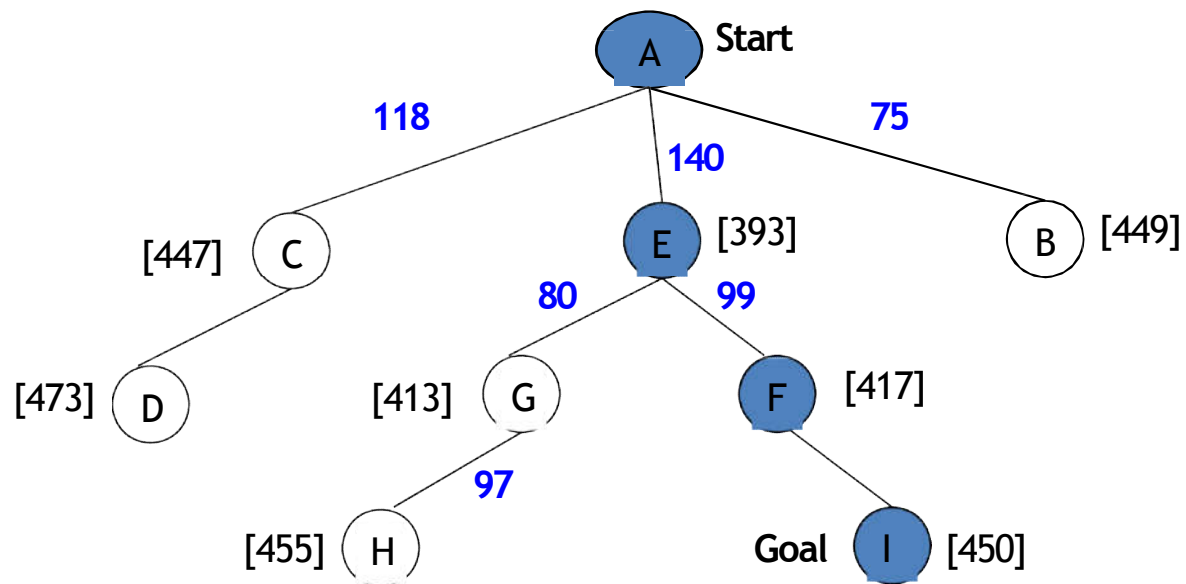 A Start
118
75
140
[447] C
E [393]
B [449]
80
99
[473] D
[413] G
F [417]
97
[455] H
Goal I [450]